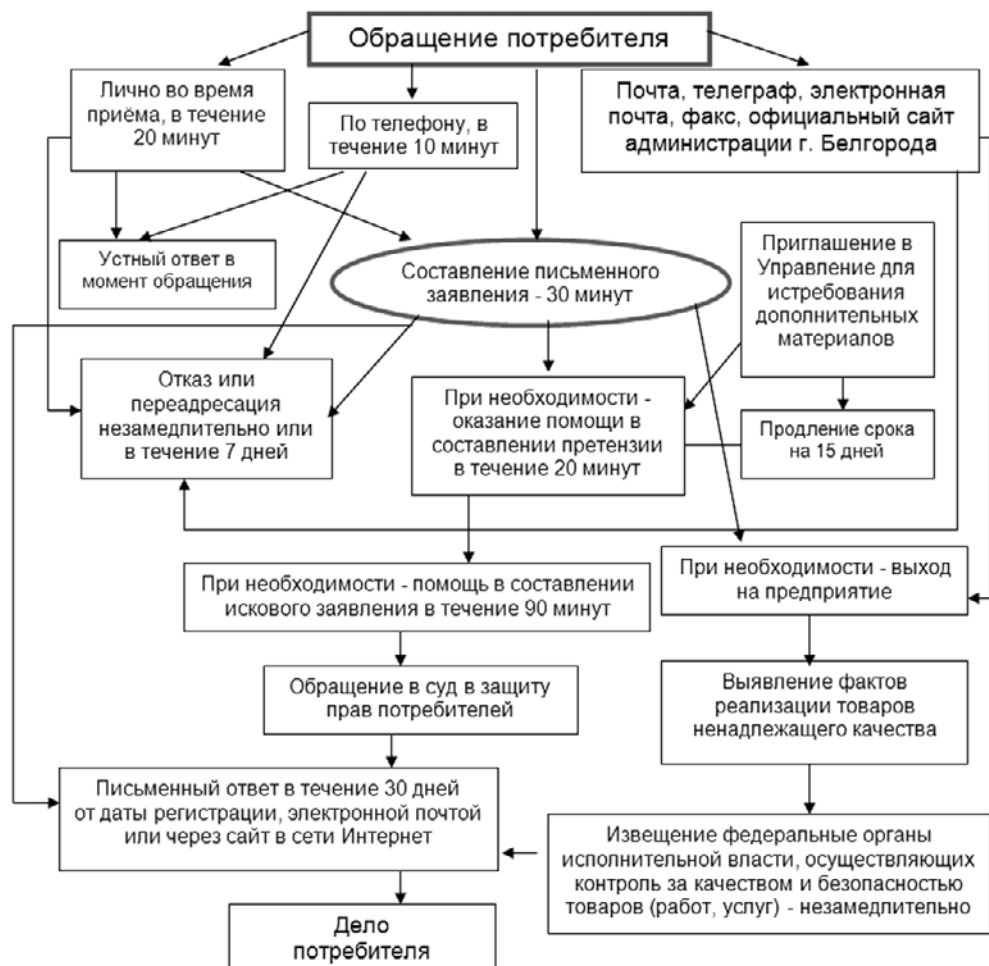 Обращение потребителя
Лично во время
приёма, в течение
20 минут
По телефону, в
течение 10 минут
Почта, телеграф, электронная
почта, факс, официальный сайт
администрации г. Белгорода
Устный ответ в
момент обращения
Составление письменного
заявления - 30 минут
Приглашение в
Управление для
истребования
дополнительных
материалов
Отказ или
переадресация
незамедлительно или
в течение 7 дней
При необходимости -
оказание помощи в
составлении претензии
в течение 20 минут
Продление срока
на 15 дней
При необходимости - помощь в составлении
искового заявления в течение 90 минут
При необходимости - выход
на предприятие
Обращение в суд в защиту
прав потребителей
Выявление фактов
реализации товаров
ненадлежащего качества
Письменный ответ в течение 30 дней
от даты регистрации, электронной почтой
или через сайт в сети Интернет
Извещение федеральные органы
исполнительной власти, осуществляющих
контроль за качеством и безопасностью
товаров (работ, услуг) - незамедлительно
Дело
потребителя